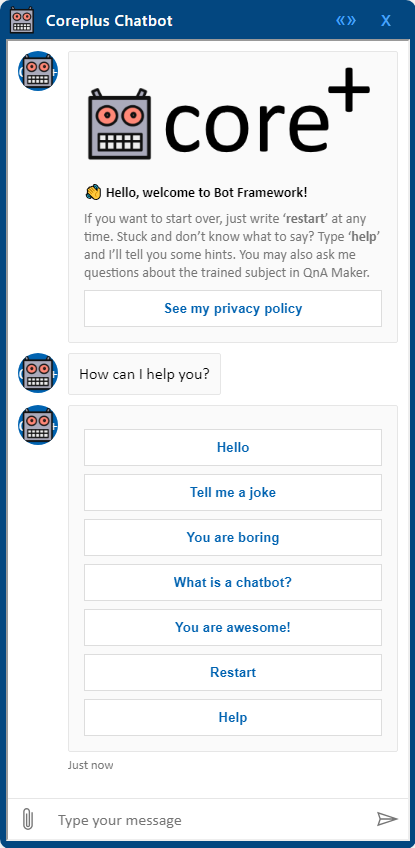 Coreplus Chatbot «» X
core+
👋 Hello, welcome to Bot Framework!
If you want to start over, just write ‘restart’ at any
time. Stuck and don’t know what to say? Type ‘help’
and I’ll tell you some hints. You may also ask me
questions about the trained subject in QnA Maker.
See my privacy policy
How can I help you?
Hello
Tell me a joke
You are boring
What is a chatbot?
You are awesome!
Restart
Help
Just now
Type your message